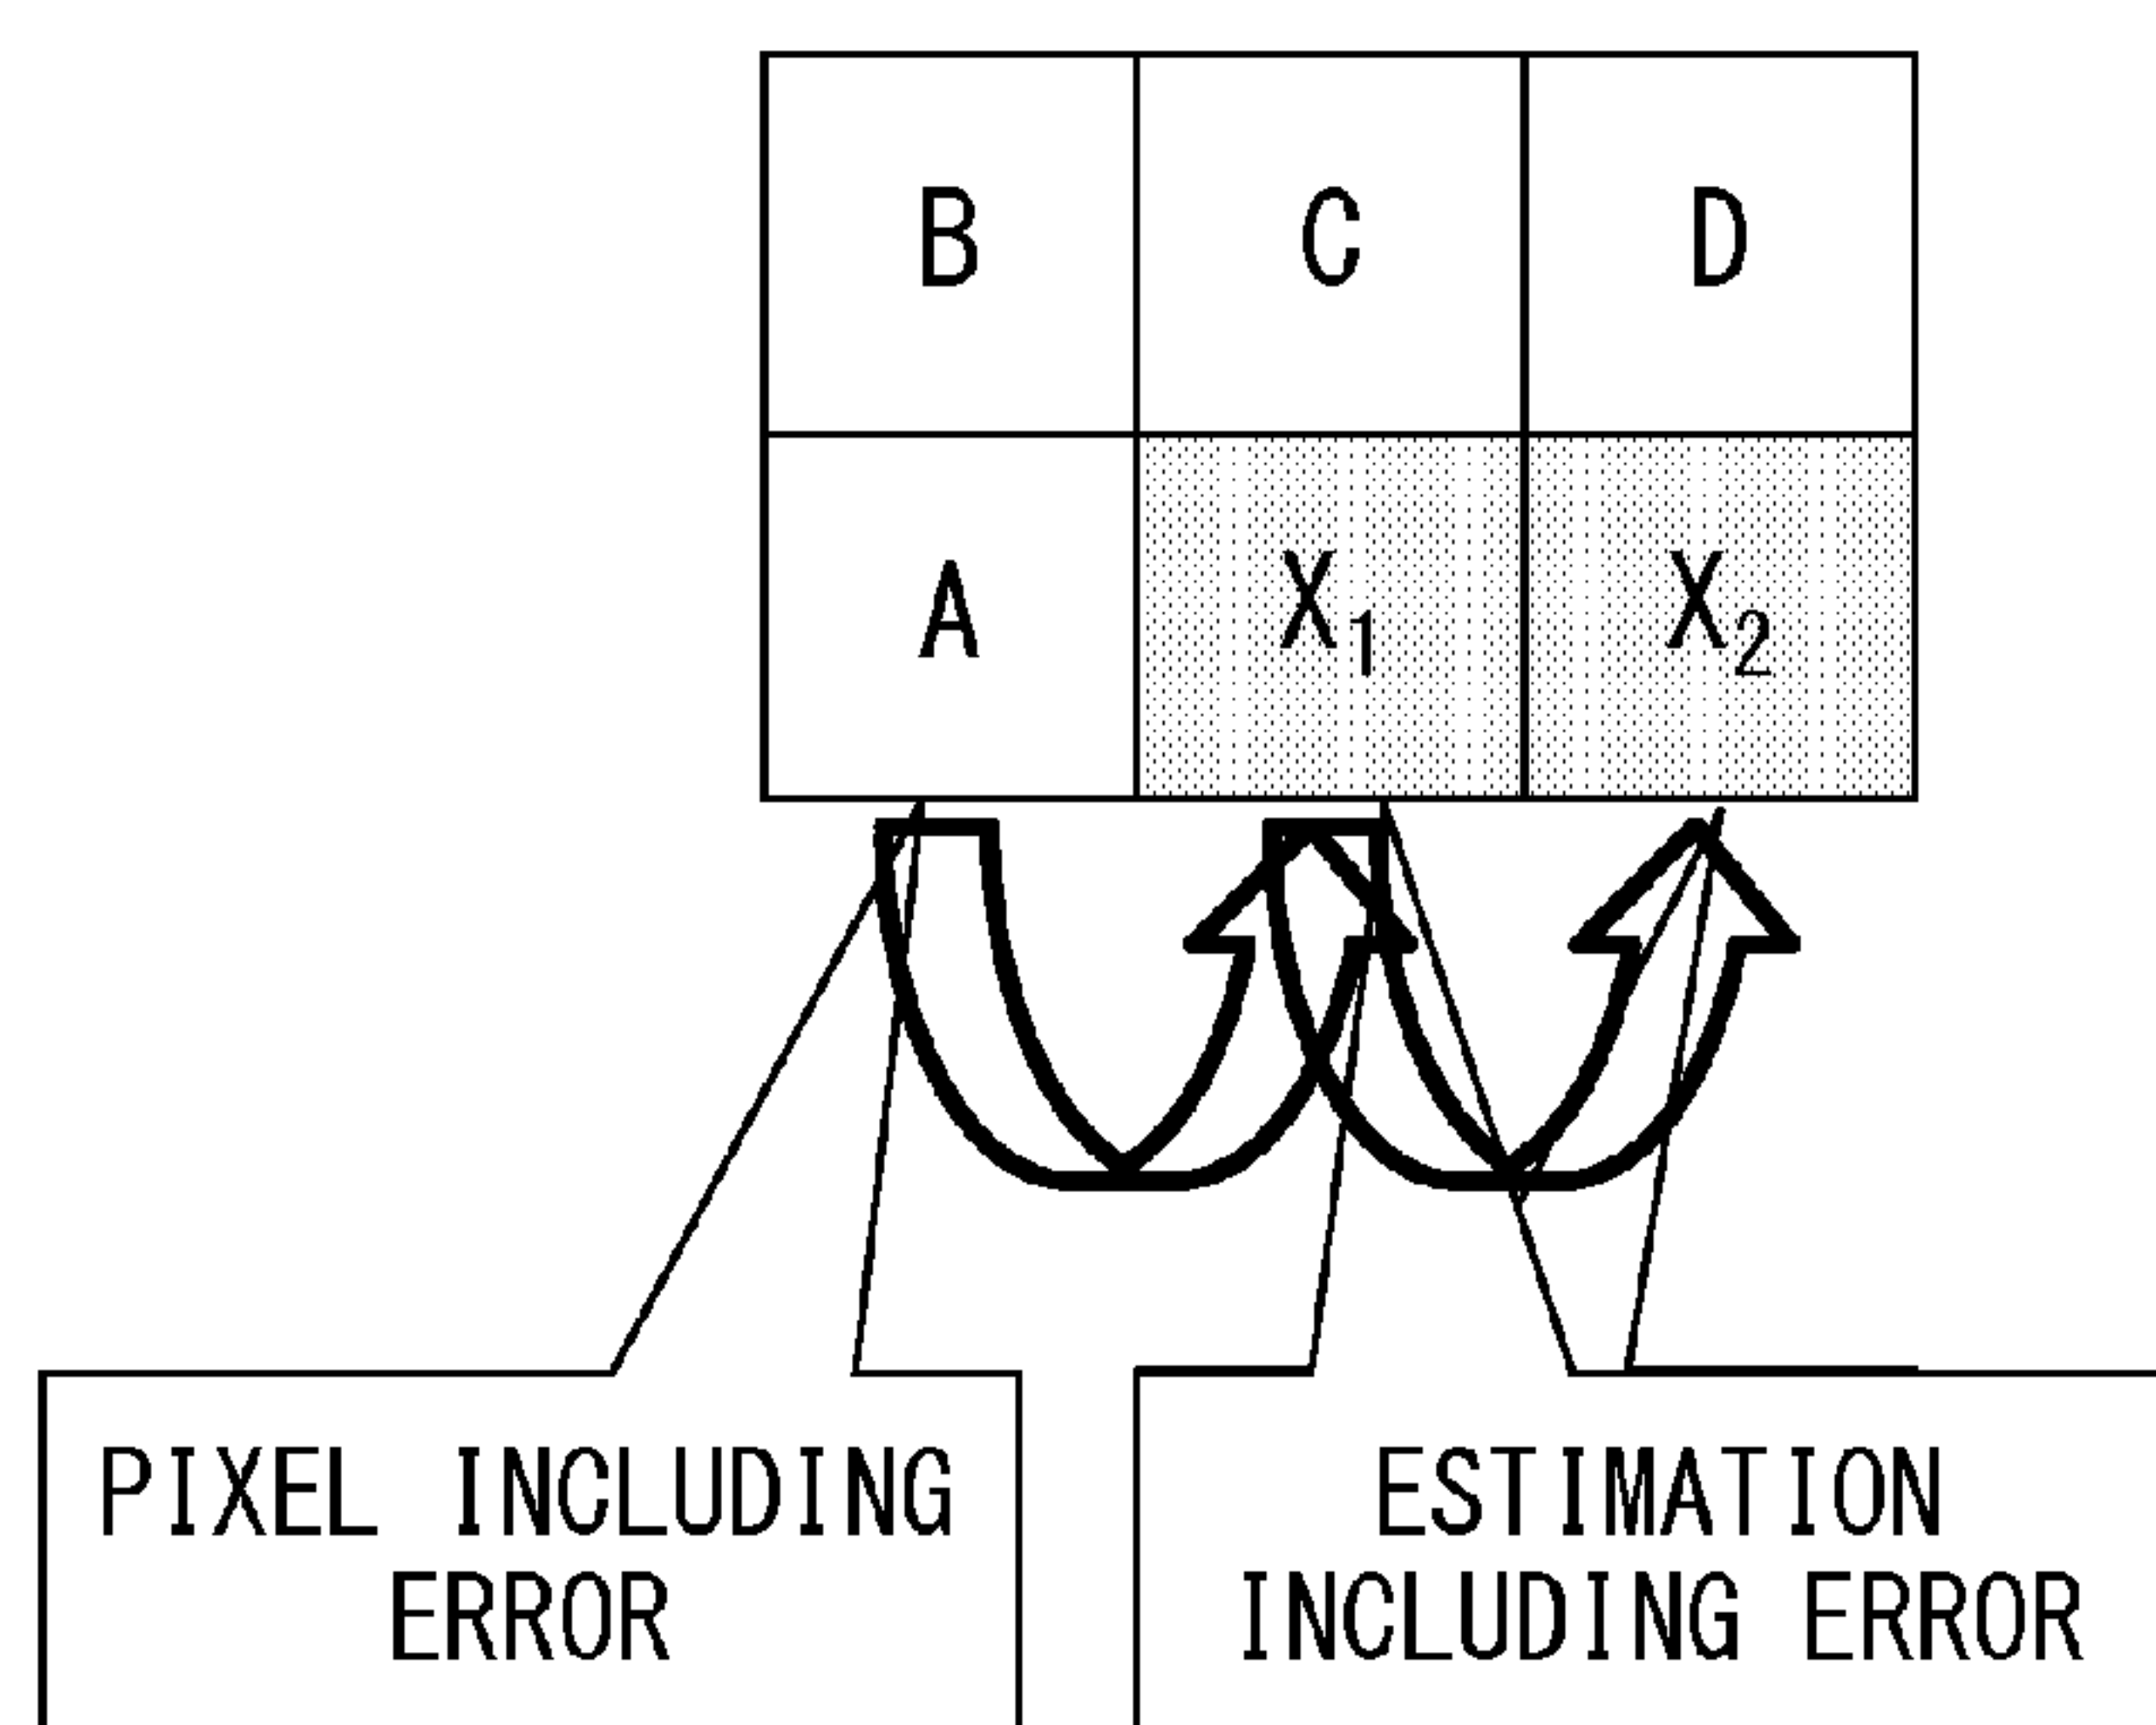 B C D
A X₁ X₂
PIXEL INCLUDING
ERROR
ESTIMATION
INCLUDING ERROR